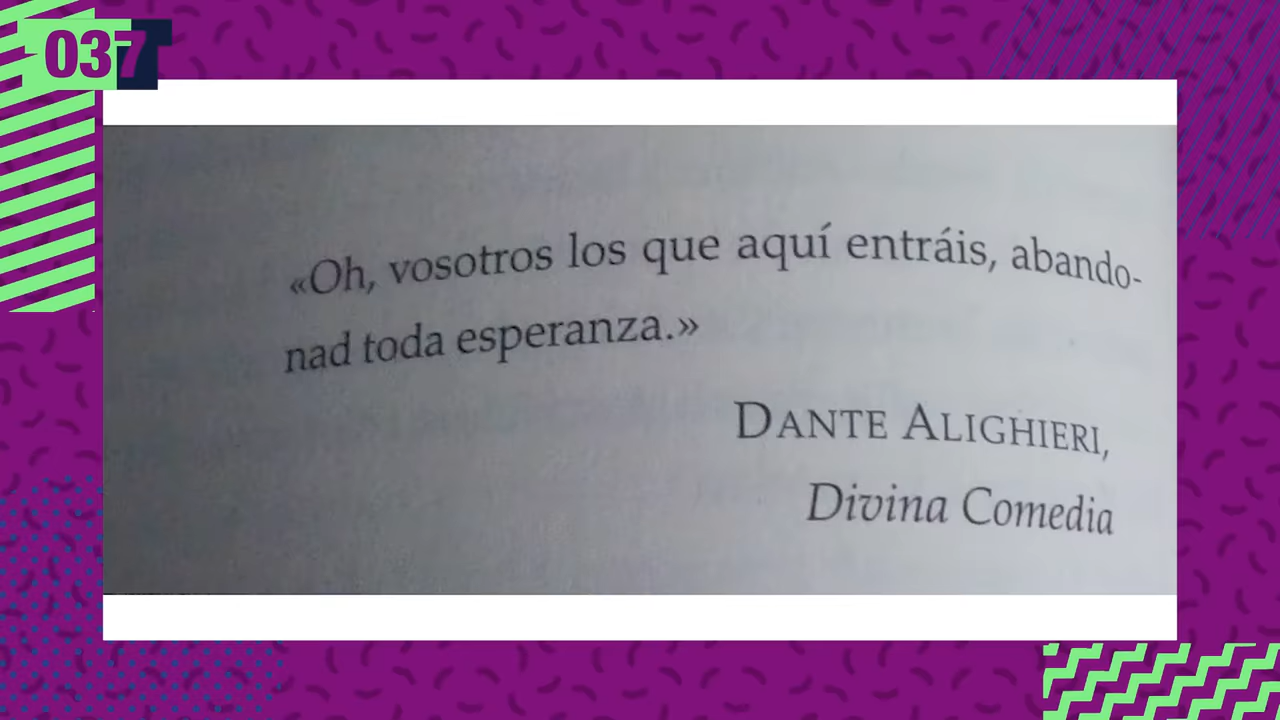 037
«Oh, vosotros los que aquí entráis, abando-
nad toda esperanza.»
DANTE ALIGHIERI,
Divina Comedia